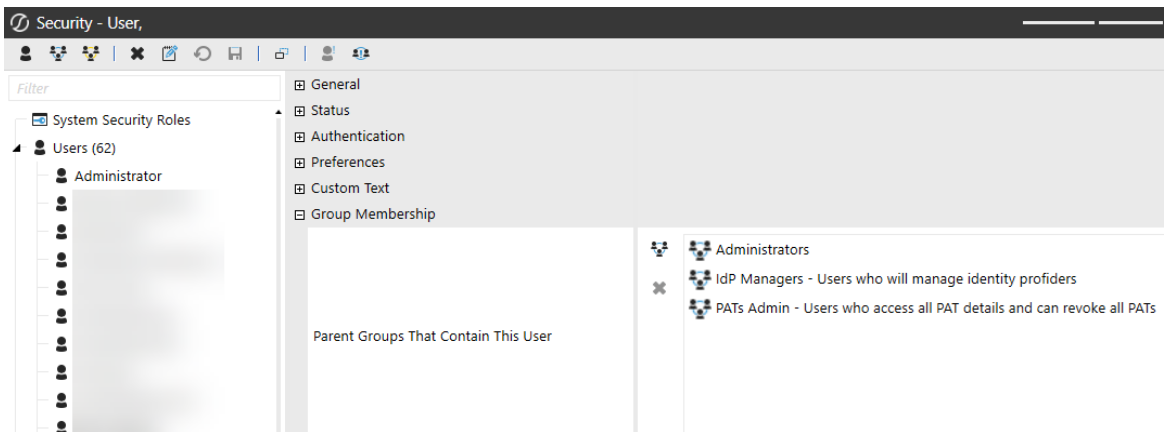 Security - User,
Filter
System Security Roles
Users (62)
Administrator
General
Status
Authentication
Preferences
Custom Text
Group Membership
Parent Groups That Contain This User
Administrators
IdP Managers - Users who will manage identity profiders
PATs Admin - Users who access all PAT details and can revoke all PATs